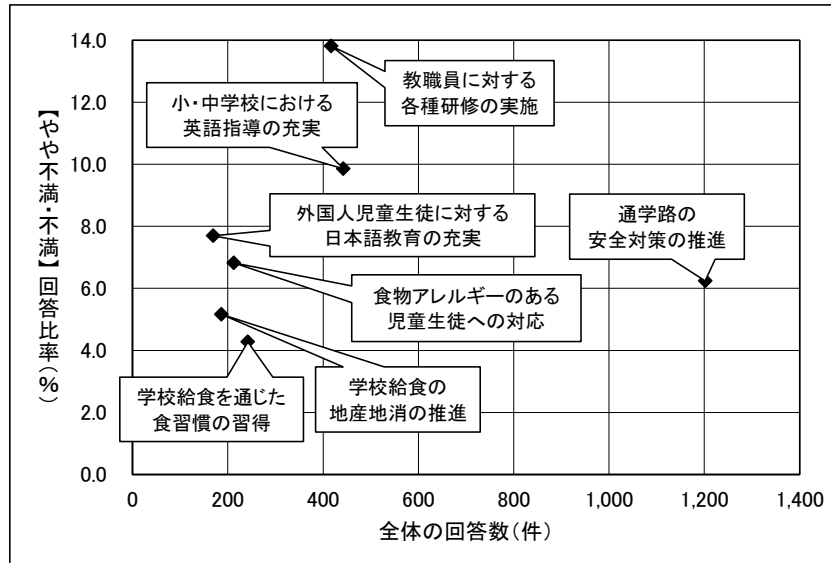 14.0
12.0
10.0
8.0
6.0
4.0
2.0
0.0
【やや不満・不満】回答比率(%)
教職員に対する
各種研修の実施
小・中学校における
英語指導の充実
外国人児童生徒に対する
日本語教育の充実
通学路の
安全対策の推進
食物アレルギーのある
児童生徒への対応
学校給食を通じた
食習慣の習得
学校給食の
地産地消の推進
0 200 400 600 800 1,000 1,200 1,400
全体の回答数(件)